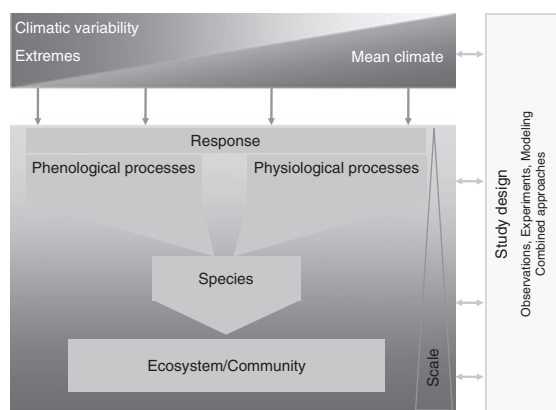 Climatic variability
Extremes
Mean climate
Response
Phenological processes
Physiological processes
Species
Ecosystem/Community
Scale
Study design
Observations, Experiments, Modeling
Combined approaches